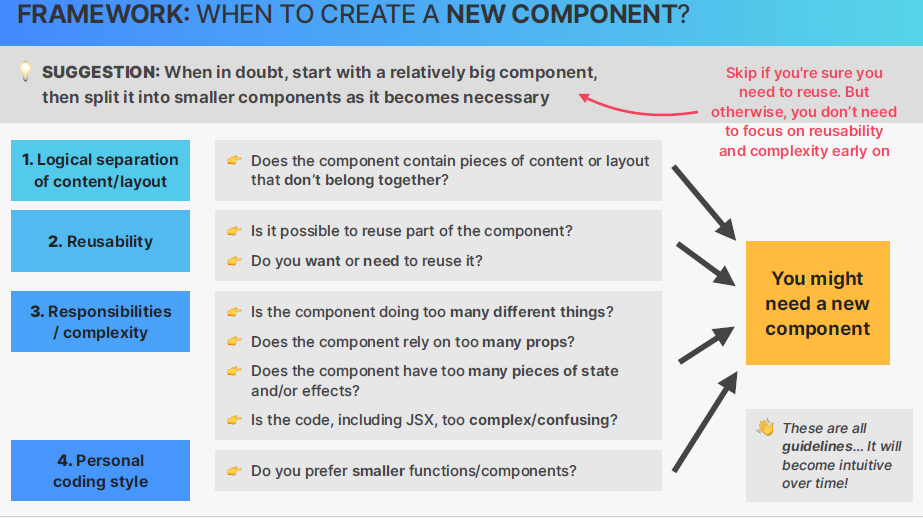 FRAMEWORK: WHEN TO CREATE A NEW COMPONENT?
SUGGESTION: When in doubt, start with a relatively big component,
then split it into smaller components as it becomes necessary
Skip if you're sure you
need to reuse. But
otherwise, you don't need
to focus on reusability
and complexity early on
1. Logical separation
of content/layout
Does the component contain pieces of content or layout
that don't belong together?
2. Reusability
Is it possible to reuse part of the component?
Do you want or need to reuse it?
3. Responsibilities
/ complexity
Is the component doing too many different things?
Does the component rely on too many props?
Does the component have too many pieces of state
and/or effects?
Is the code, including JSX, too complex/confusing?
4. Personal
coding style
Do you prefer smaller functions/components?
You might
need a new
component
These are all
guidelines... It will
become intuitive
over time!